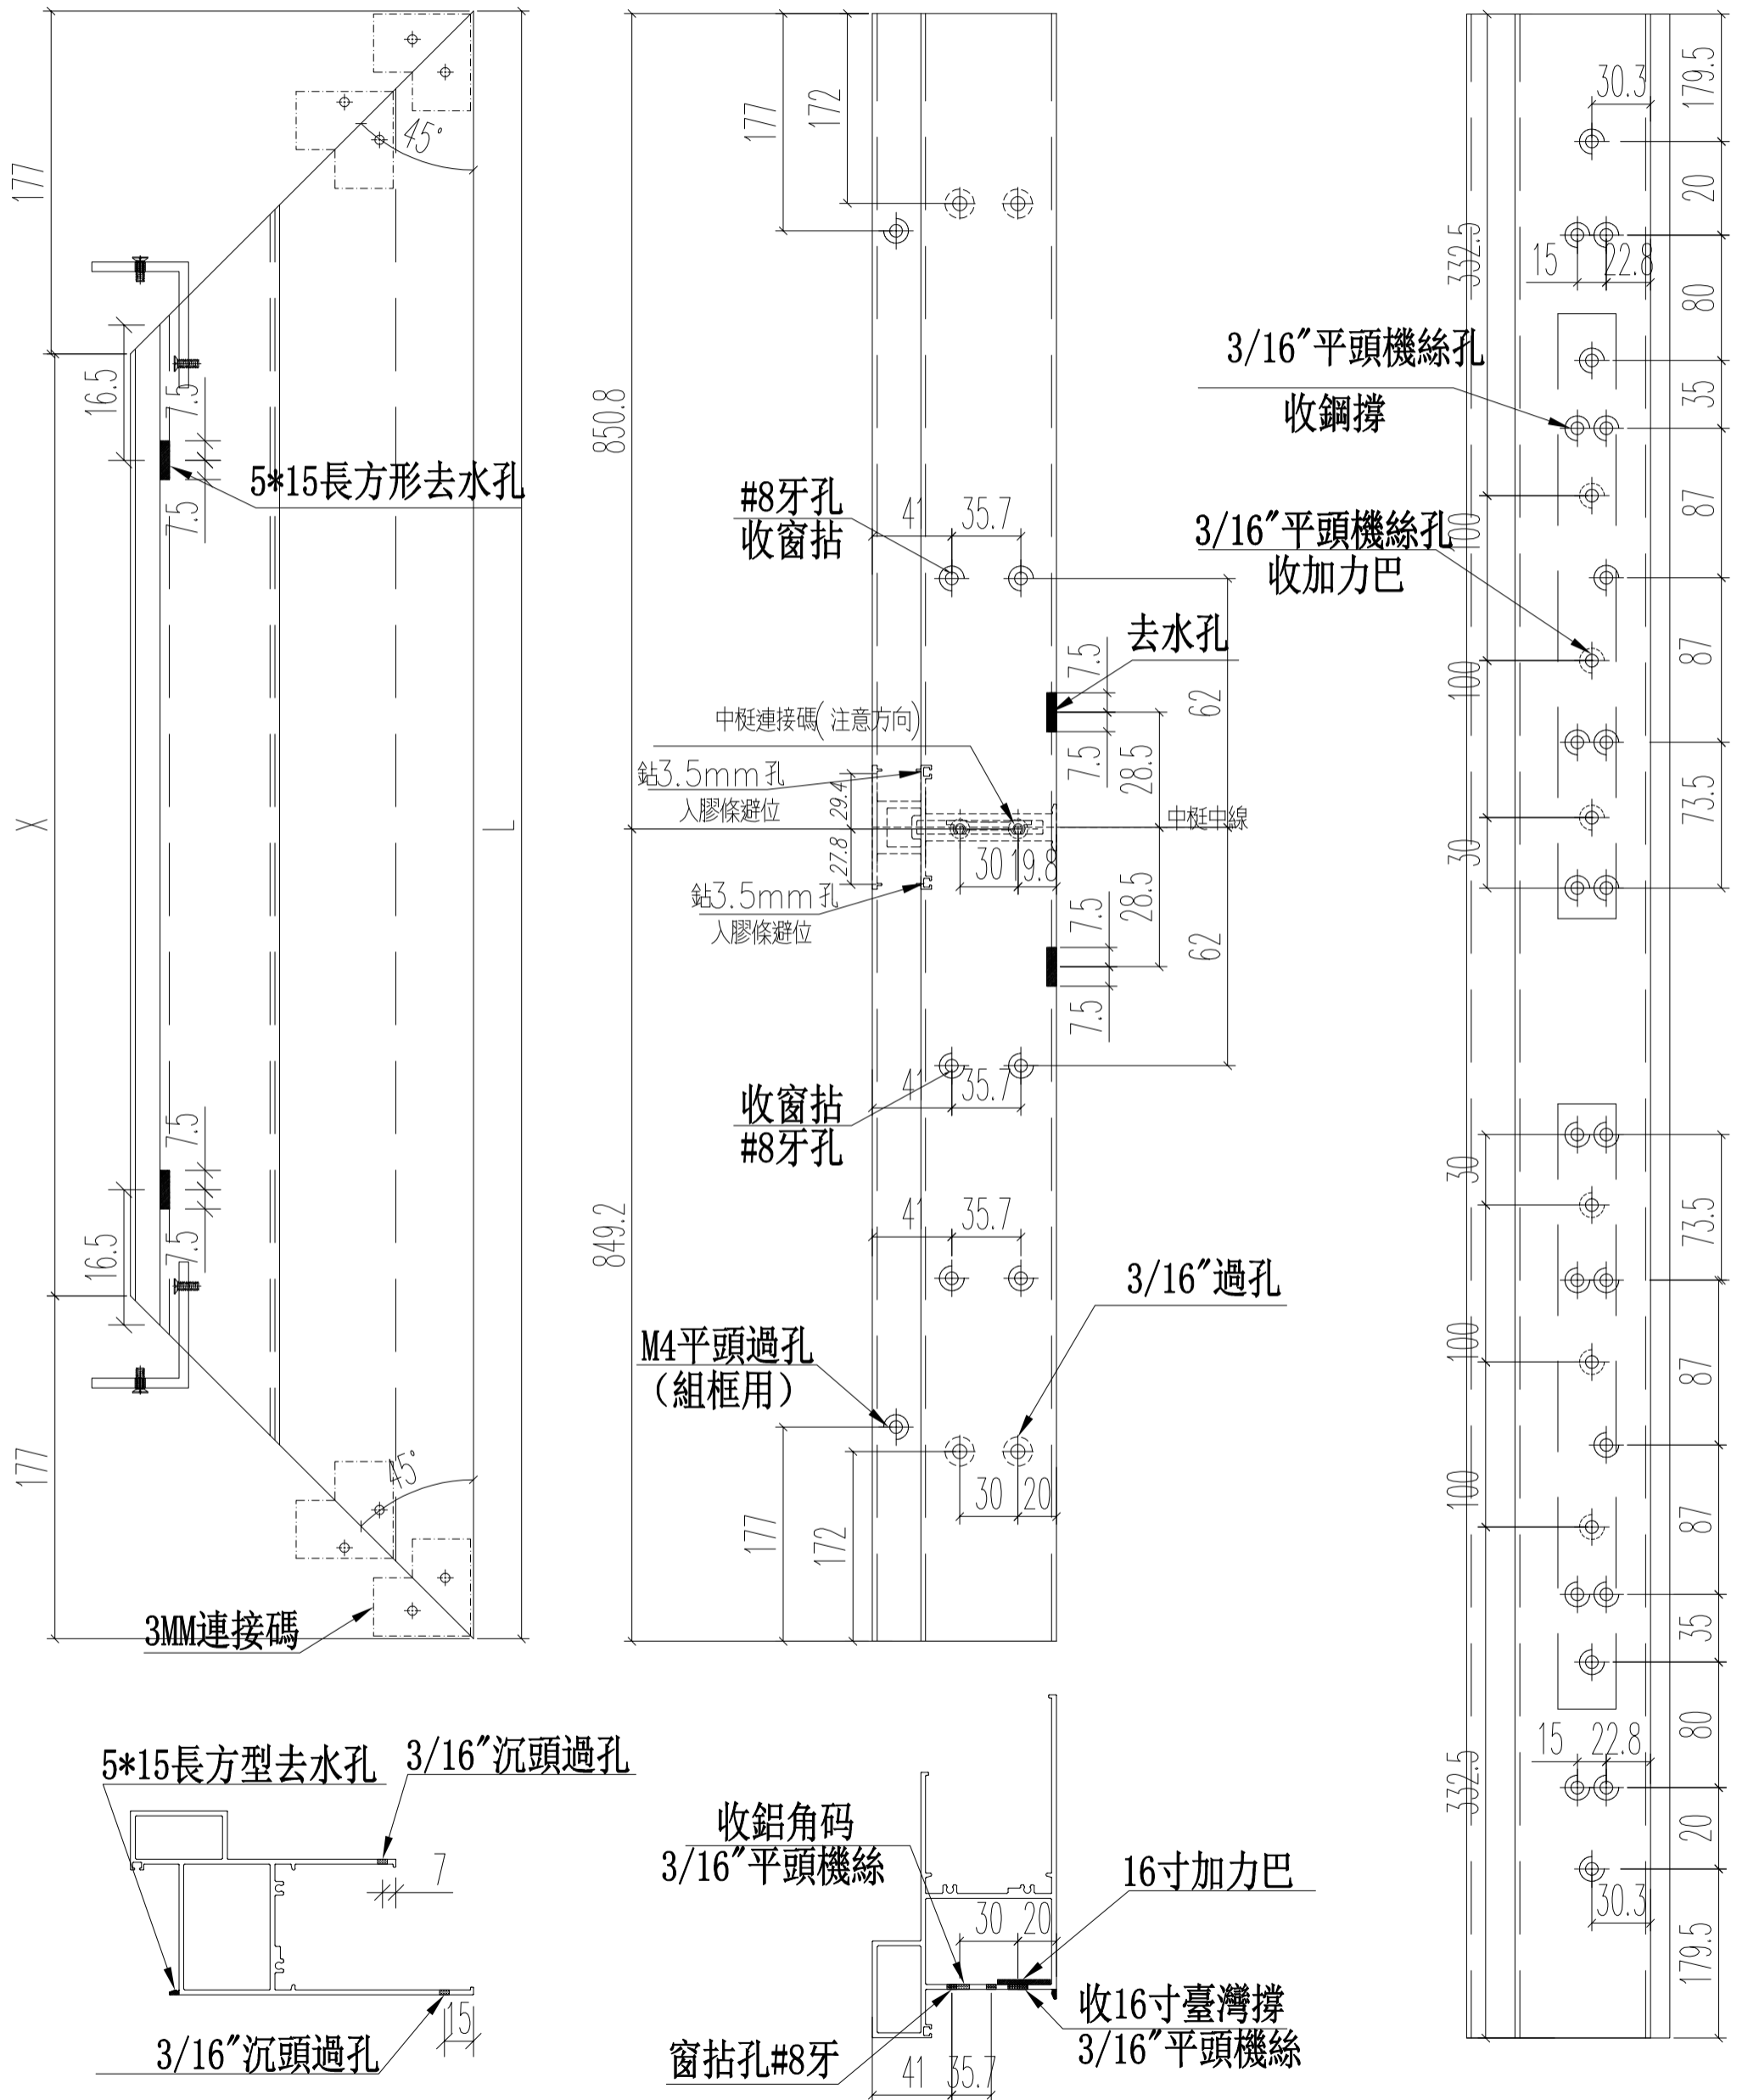 177
45°
16.5
7.5
7.5
5*15長方形去水孔
X
L
7.5
7.5
16.5
177
45°
3MM連接碼
177
172
850.8
#8牙孔
收窗拈
41
35.7
去水孔
7.5
7.5
28.5
62
中梃連接碼(注意方向)
鉆3.5mm孔
入膠條避位
29.4
27.8
中梃中線
30
19.8
鉆3.5mm孔
入膠條避位
7.5
7.5
28.5
62
41
35.7
收窗拈
#8牙孔
849.2
41
35.7
3/16"過孔
M4平頭過孔
(組框用)
30
20
177
172
30.3
179.5
20
332.5
15
22.8
80
3/16"平頭機絲孔
收鋼撐
35
87
3/16"平頭機絲孔
收加力巴
100
87
100
73.5
30
30
73.5
100
87
100
87
35
80
15
22.8
332.5
20
30.3
179.5
5*15長方型去水孔
3/16"沉頭過孔
7
15
3/16"沉頭過孔
收鋁角码
3/16"平頭機絲
16寸加力巴
30
20
收16寸臺灣撐
3/16"平頭機絲
窗拈孔#8牙
41
35.7